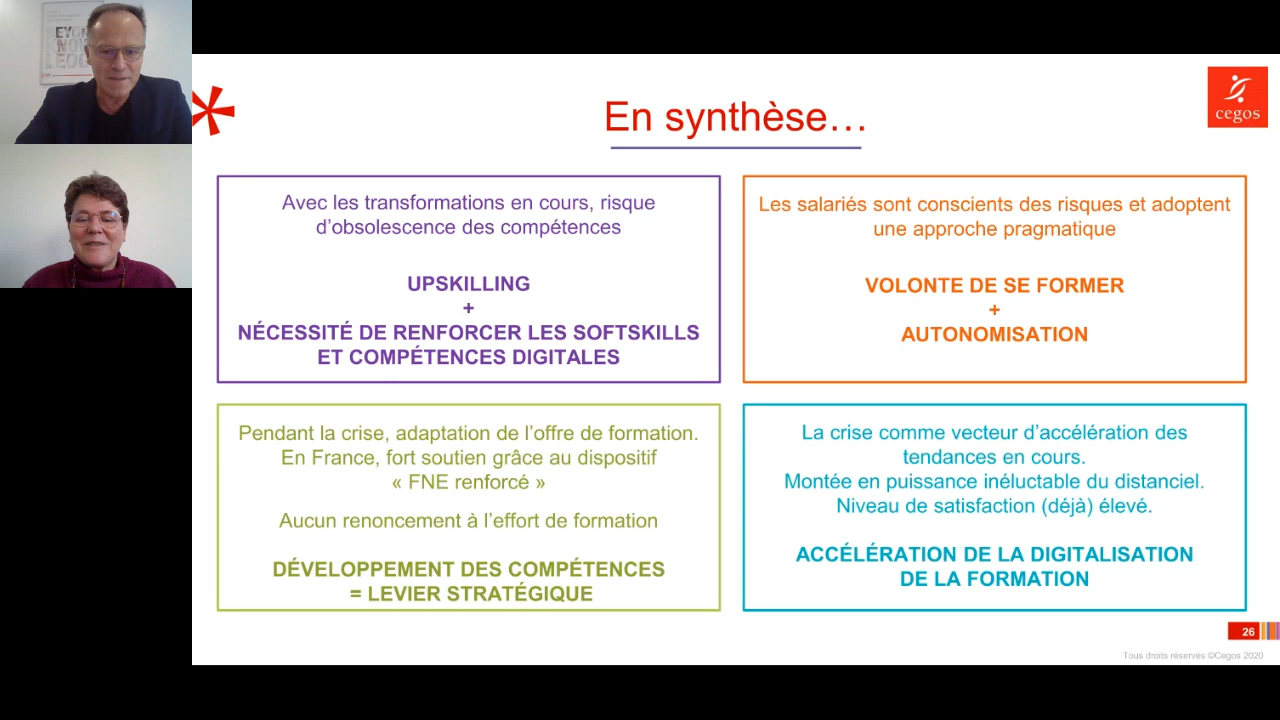 En synthèse…
cegos
Avec les transformations en cours, risque
d’obsolescence des compétences
UPSKILLING
+
NÉCESSITÉ DE RENFORCER LES SOFTSKILLS
ET COMPÉTENCES DIGITALES
Les salariés sont conscients des risques et adoptent
une approche pragmatique
VOLONTE DE SE FORMER
+
AUTONOMISATION
Pendant la crise, adaptation de l’offre de formation.
En France, fort soutien grâce au dispositif
« FNE renforcé »
Aucun renoncement à l’effort de formation
DÉVELOPPEMENT DES COMPÉTENCES
= LEVIER STRATÉGIQUE
La crise comme vecteur d’accélération des
tendances en cours.
Montée en puissance inéluctable du distanciel.
Niveau de satisfaction (déjà) élevé.
ACCÉLÉRATION DE LA DIGITALISATION
DE LA FORMATION
26
Tous droits réservés ©Cegos 2020